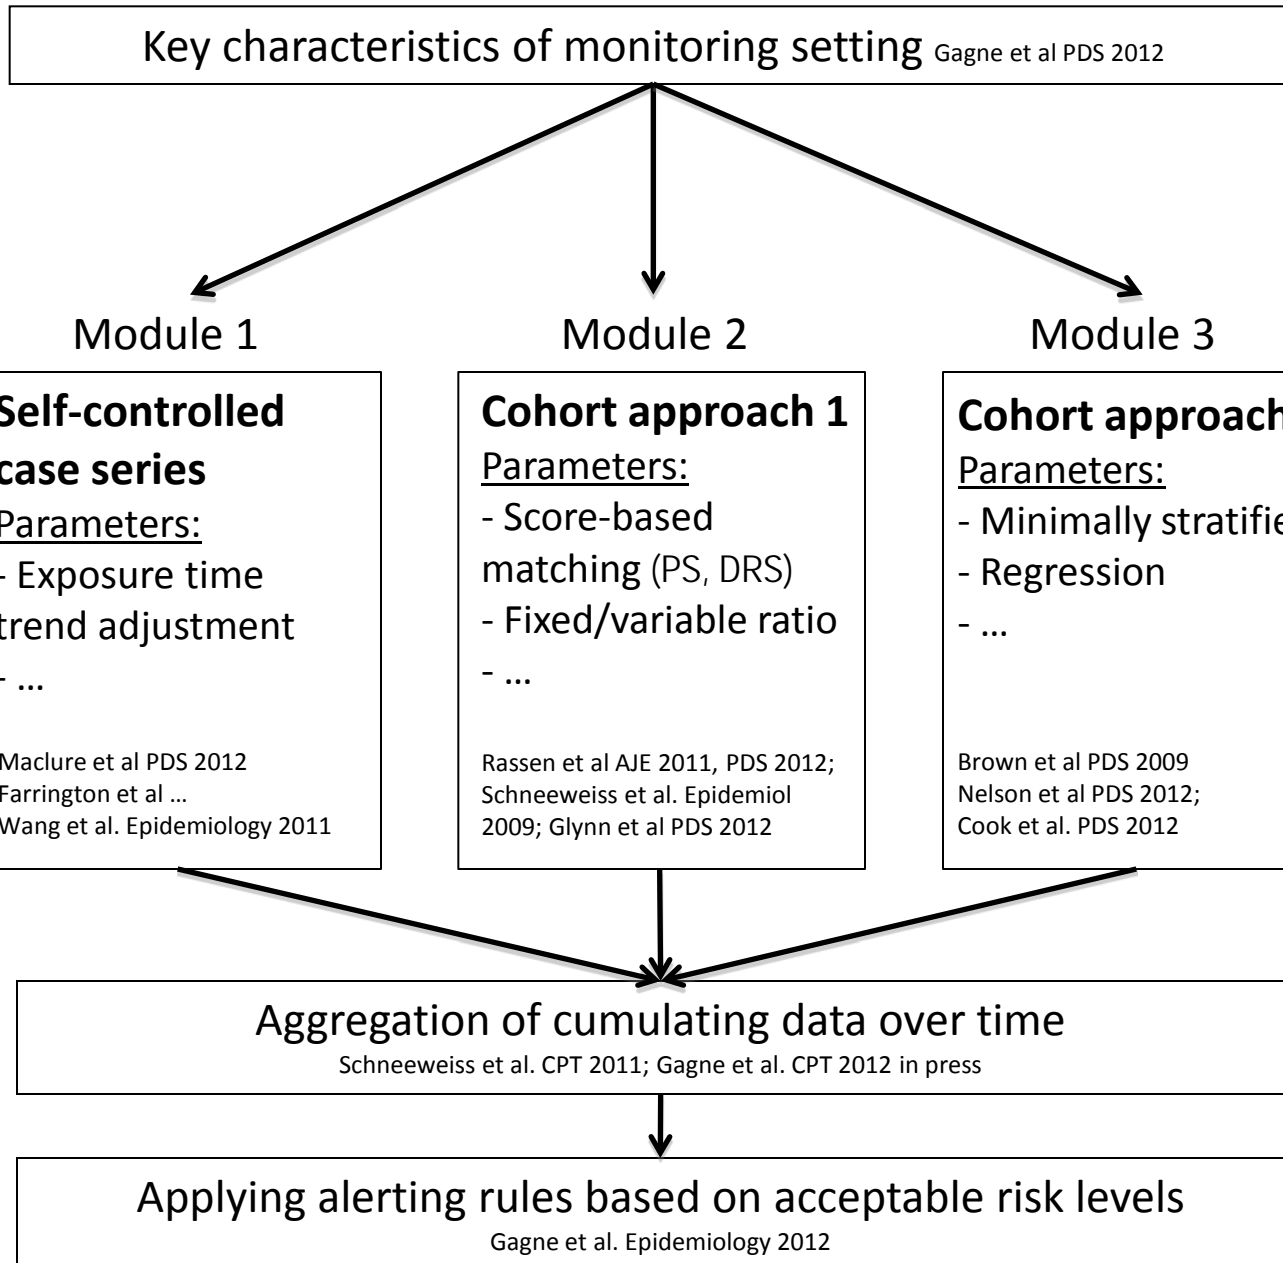 Key characteristics of monitoring setting Gagne et al PDS 2012
Module 1
Self-controlled
case series
Parameters:
- Exposure time
trend adjustment
- ...
Maclure et al PDS 2012
Farrington et al ...
Wang et al. Epidemiology 2011
Module 2
Cohort approach 1
Parameters:
- Score-based
matching (PS, DRS)
- Fixed/variable ratio
- ...
Rassen et al AJE 2011, PDS 2012;
Schneeweiss et al. Epidemiol
2009; Glynn et al PDS 2012
Module 3
Cohort approach
Parameters:
- Minimally stratifie
- Regression
- ...
Brown et al PDS 2009
Nelson et al PDS 2012;
Cook et al. PDS 2012
Aggregation of cumulating data over time
Schneeweiss et al. CPT 2011; Gagne et al. CPT 2012 in press
Applying alerting rules based on acceptable risk levels
Gagne et al. Epidemiology 2012